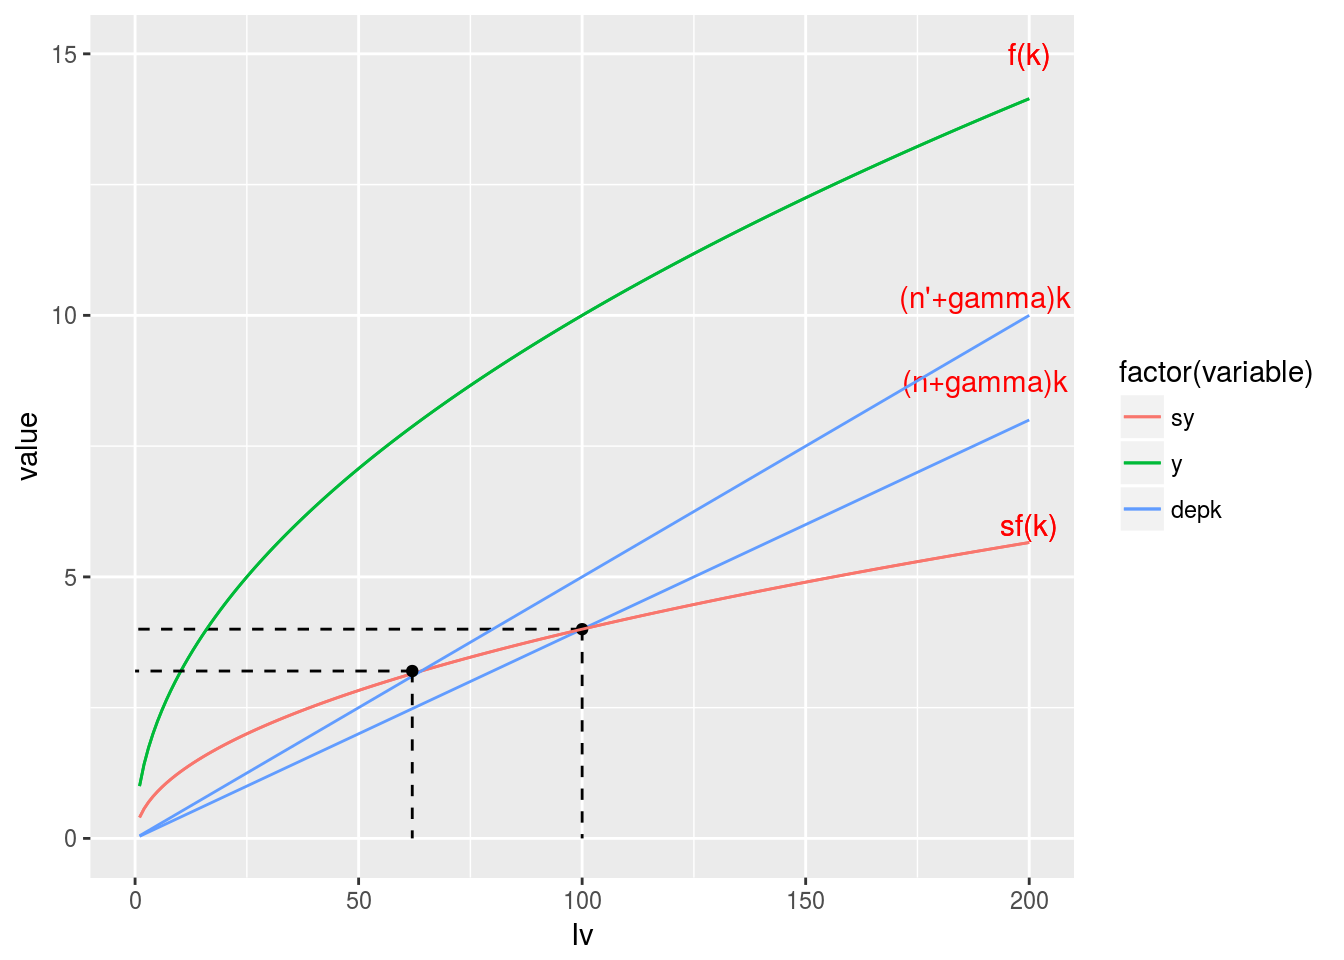 15
10
5
0
value
0
50
100
150
200
lv
f(k)
(n'+gamma)k
(n+gamma)k
sf(k)
factor(variable)
sy
y
depk